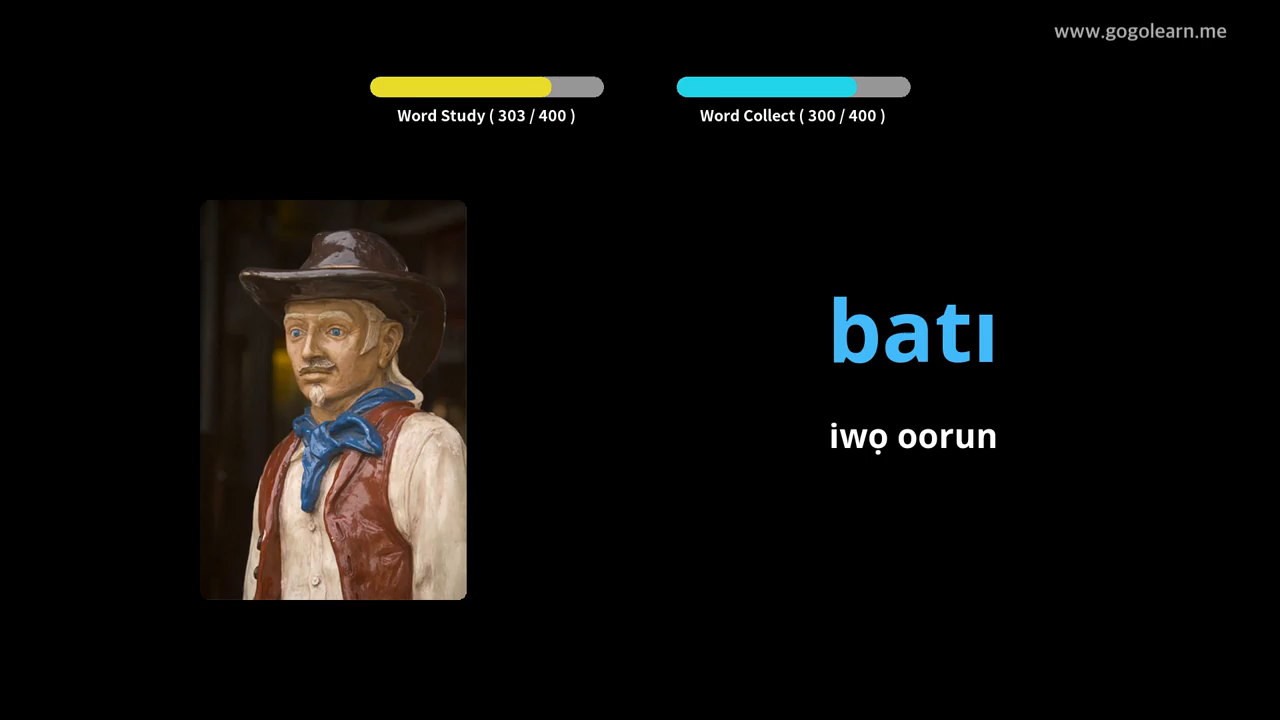 www.gogolearn.me
Word Study ( 303 / 400 )
Word Collect ( 300 / 400 )
batı
iwọ oorun